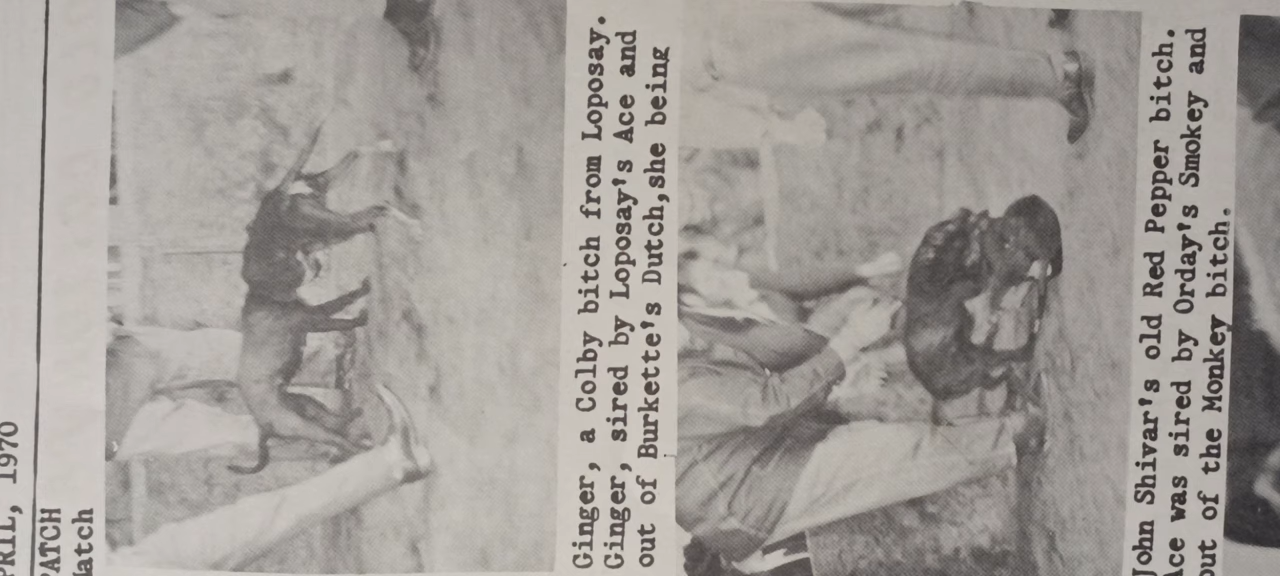 PRIL, 1970
PATCH
Match
Ginger, a Colby bitch from Loposay.
Ginger, sired by Loposay's Ace and
out of Burkette's Dutch,she being
John Shivar's old Red Pepper bitch.
Ace was sired by Orday's Smokey and
out of the Monkey bitch.